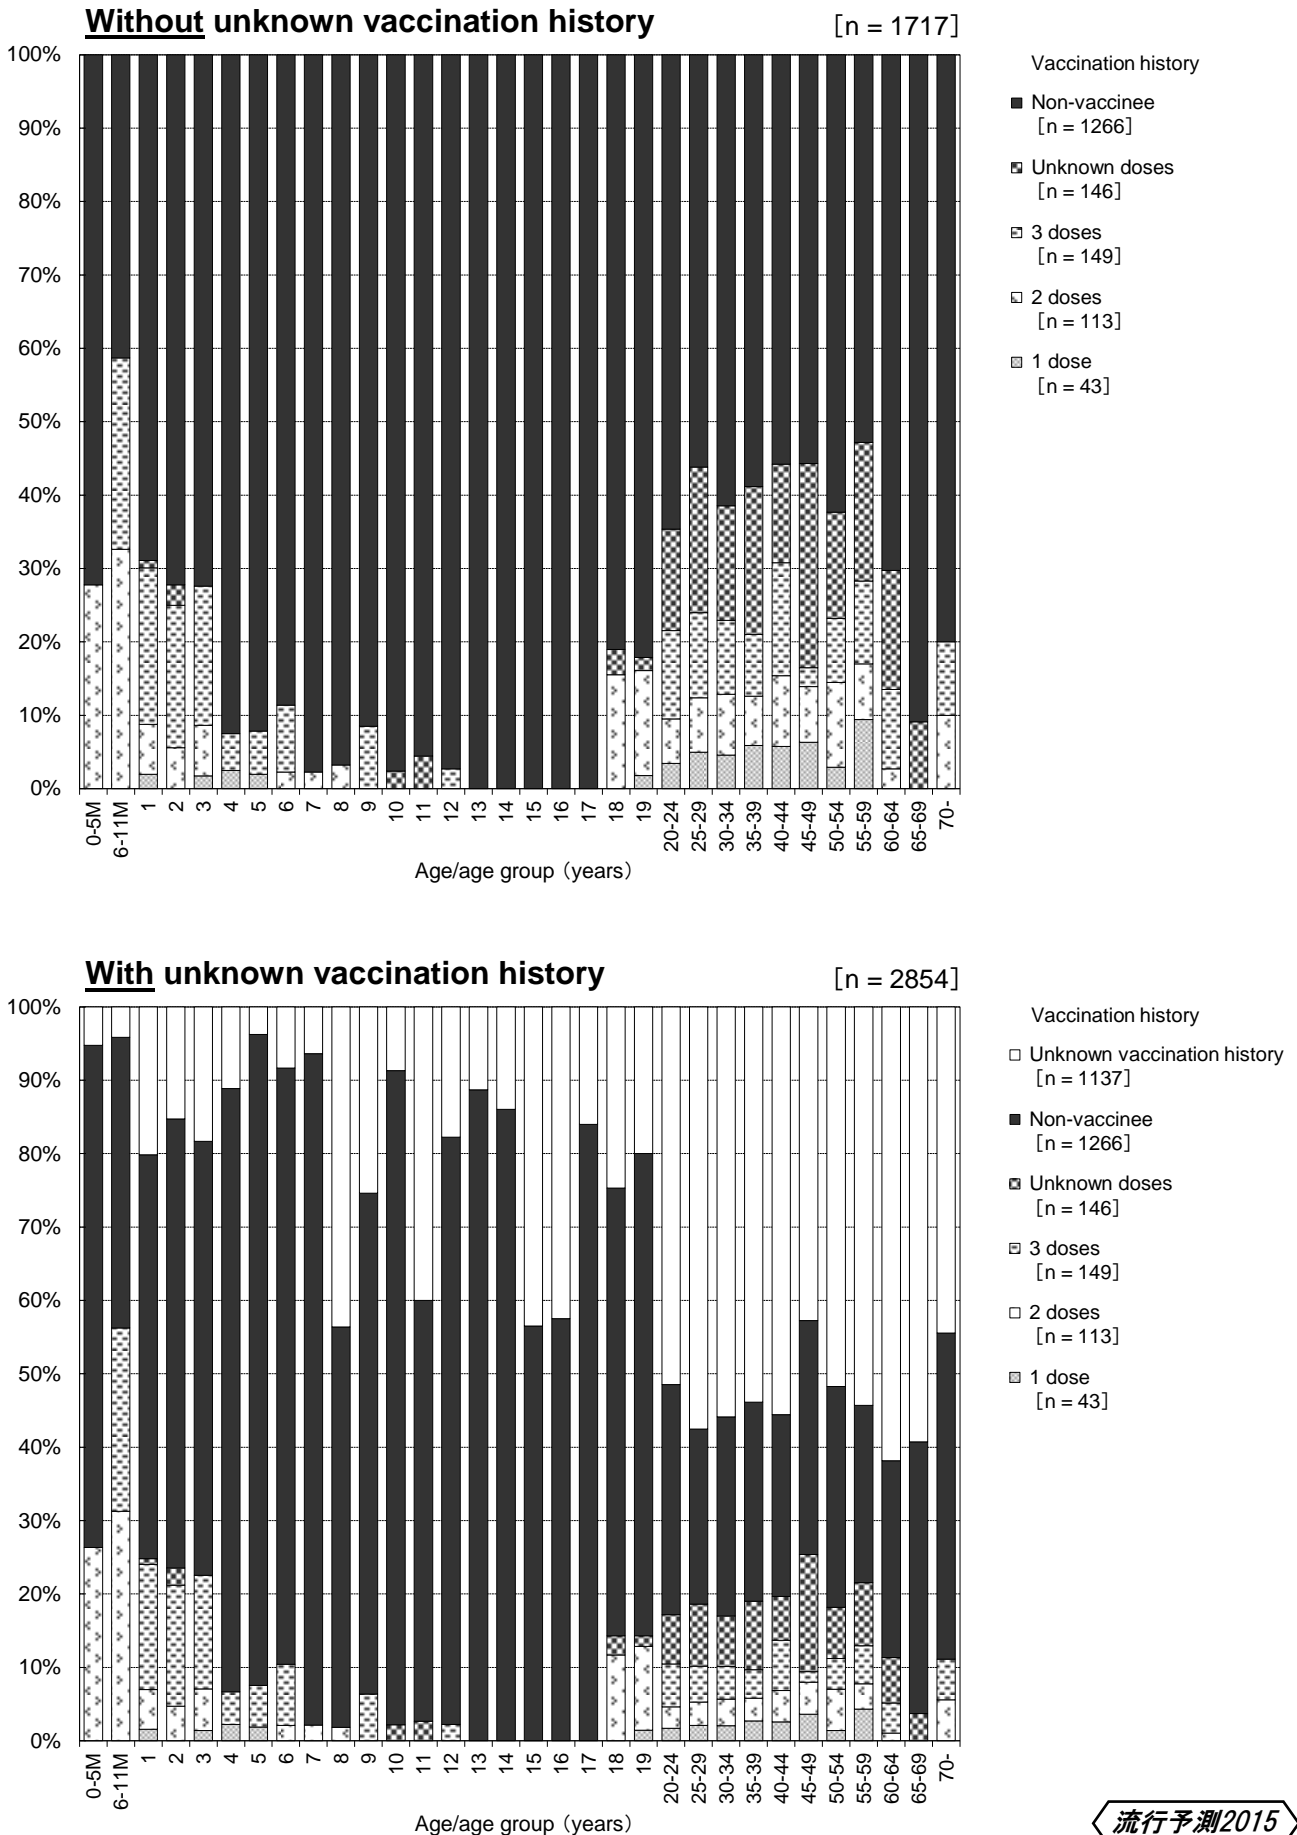 Without unknown vaccination history
[n = 1717]
100%
90%
80%
70%
60%
50%
40%
30%
20%
10%
0%
0-5M
6-11M
1
2
3
4
5
6
7
8
9
10
11
12
13
14
15
16
17
18
19
20-24
25-29
30-34
35-39
40-44
45-49
50-54
55-59
60-64
65-69
70-
Age/age group（years）
Vaccination history
Non-vaccinee
[n = 1266]
Unknown doses
[n = 146]
3 doses
[n = 149]
2 doses
[n = 113]
1 dose
[n = 43]
With unknown vaccination history
[n = 2854]
100%
90%
80%
70%
60%
50%
40%
30%
20%
10%
0%
0-5M
6-11M
1
2
3
4
5
6
7
8
9
10
11
12
13
14
15
16
17
18
19
20-24
25-29
30-34
35-39
40-44
45-49
50-54
55-59
60-64
65-69
70-
Age/age group（years）
Vaccination history
Unknown vaccination history
[n = 1137]
Non-vaccinee
[n = 1266]
Unknown doses
[n = 146]
3 doses
[n = 149]
2 doses
[n = 113]
1 dose
[n = 43]
流行予測2015